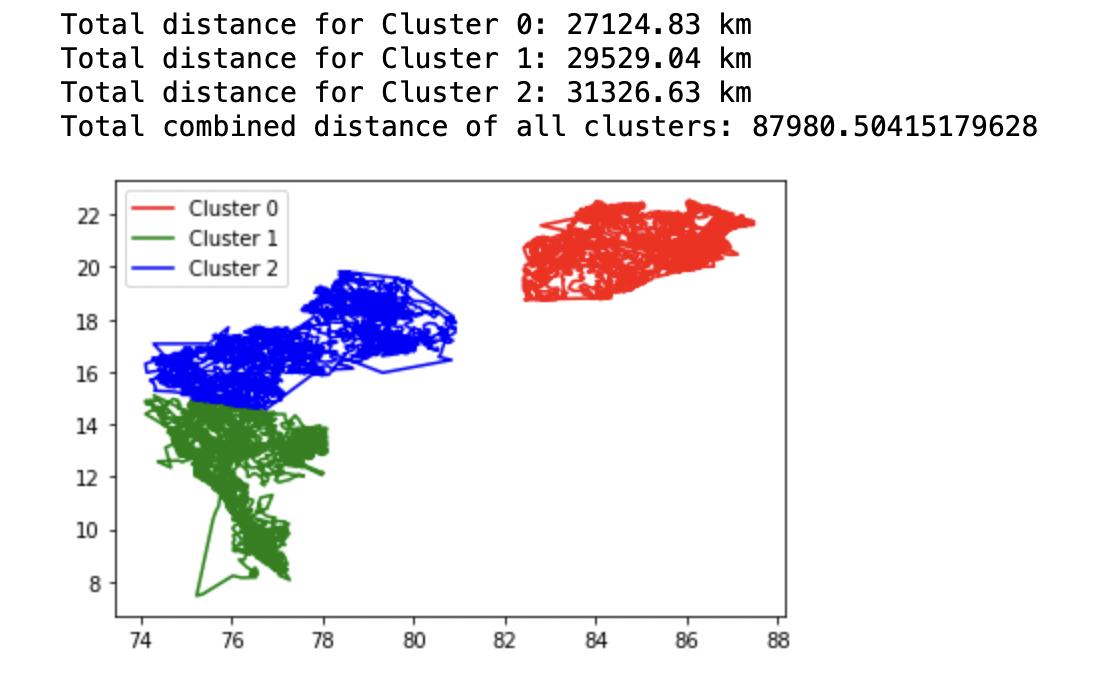 Total distance for Cluster 0: 27124.83 km
Total distance for Cluster 1: 29529.04 km
Total distance for Cluster 2: 31326.63 km
Total combined distance of all clusters: 87980.50415179628
Cluster 0
Cluster 1
Cluster 2
22
20
18
16
14
12
10
8
74 76 78 80 82 84 86 88